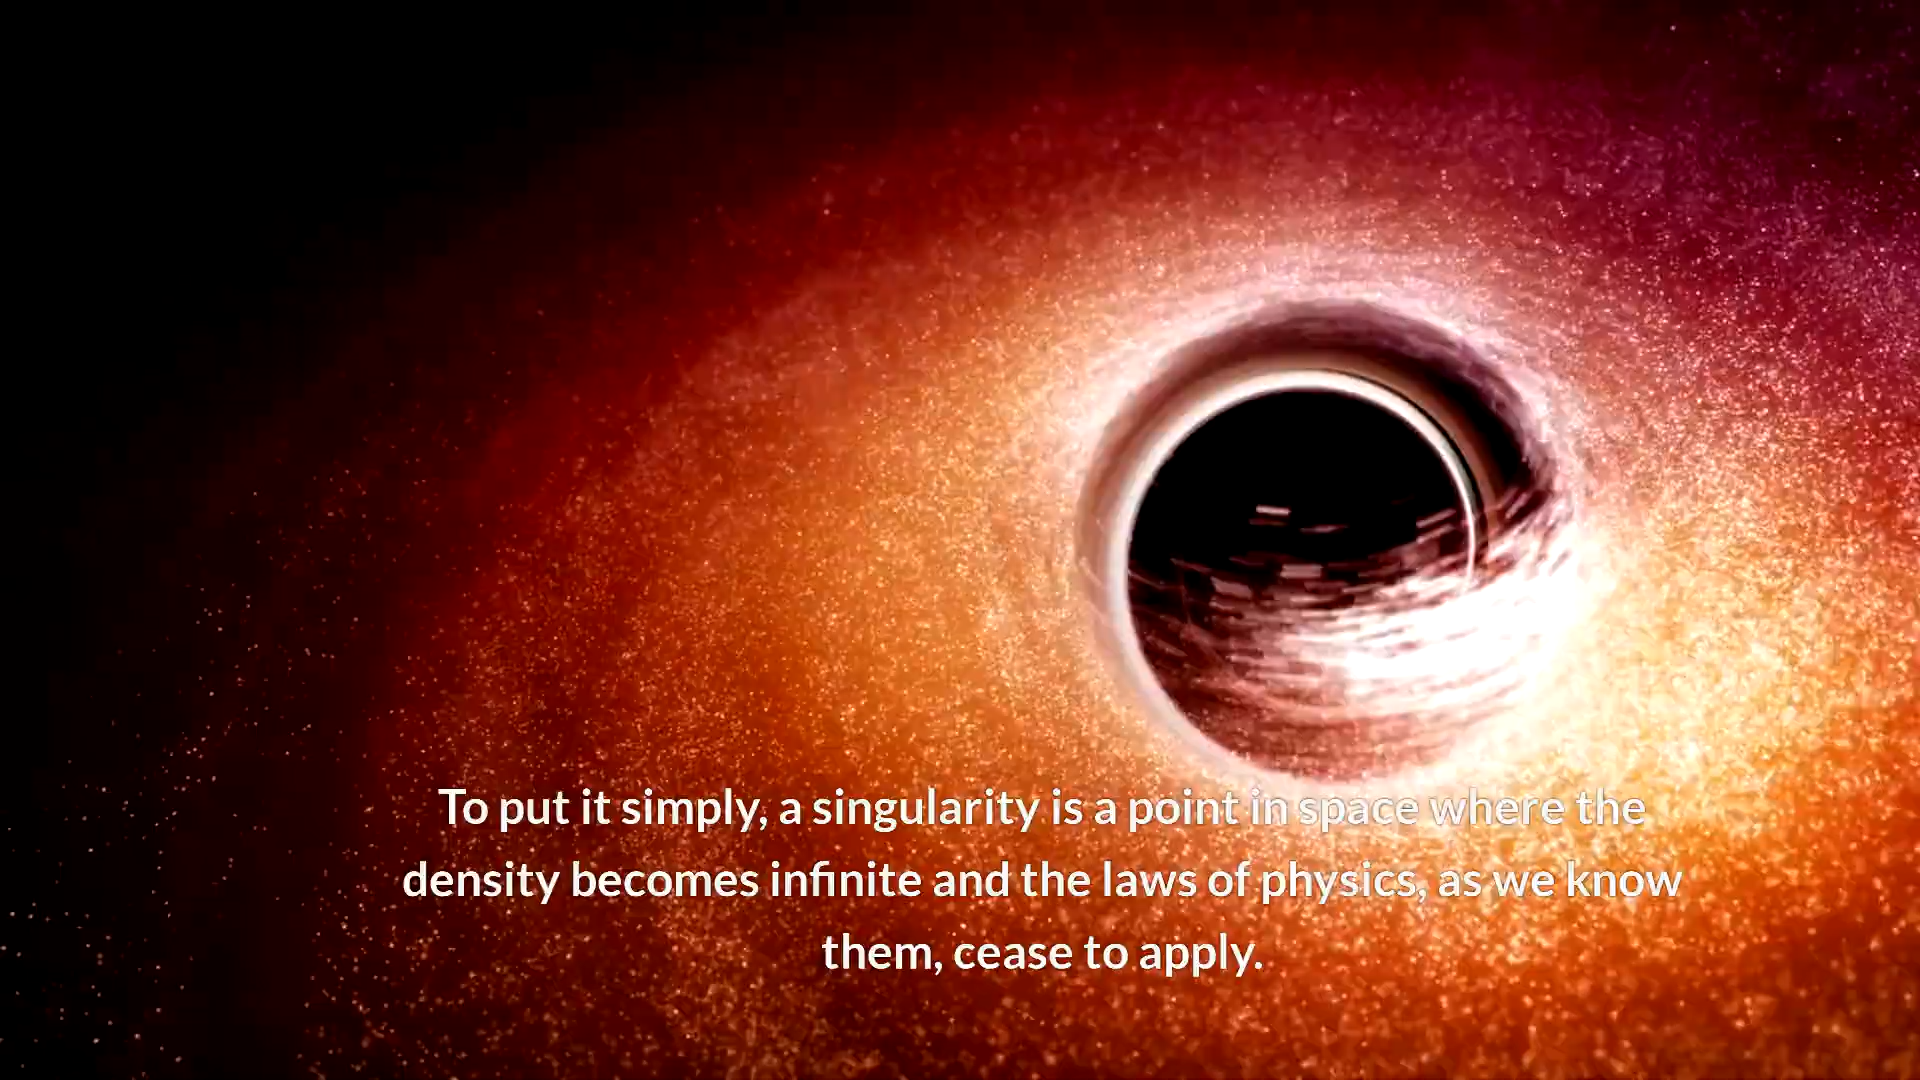 To put it simply, a singularity is a point in space where the
density becomes infinite and the laws of physics, as we know
them, cease to apply.